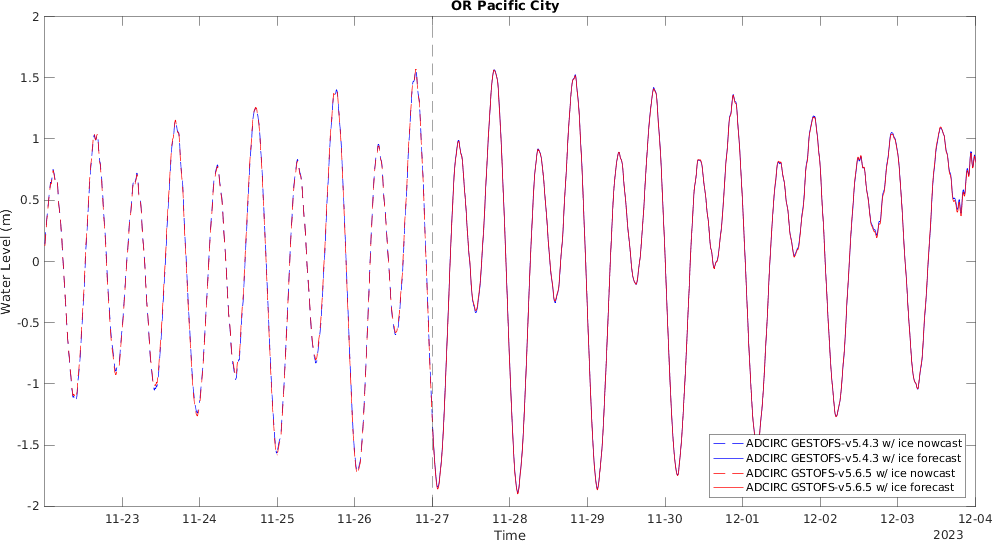 OR Pacific City
2
1.5
1
0.5
0
-0.5
-1
-1.5
-2
Water Level (m)
ADCIRC GESTOFS-v5.4.3 w/ ice nowcast
ADCIRC GESTOFS-v5.4.3 w/ ice forecast
ADCIRC GSTOFS-v5.6.5 w/ ice nowcast
ADCIRC GSTOFS-v5.6.5 w/ ice forecast
11-23 11-24 11-25 11-26 11-27 11-28 11-29 11-30 12-01 12-02 12-03 12-04
Time
2023